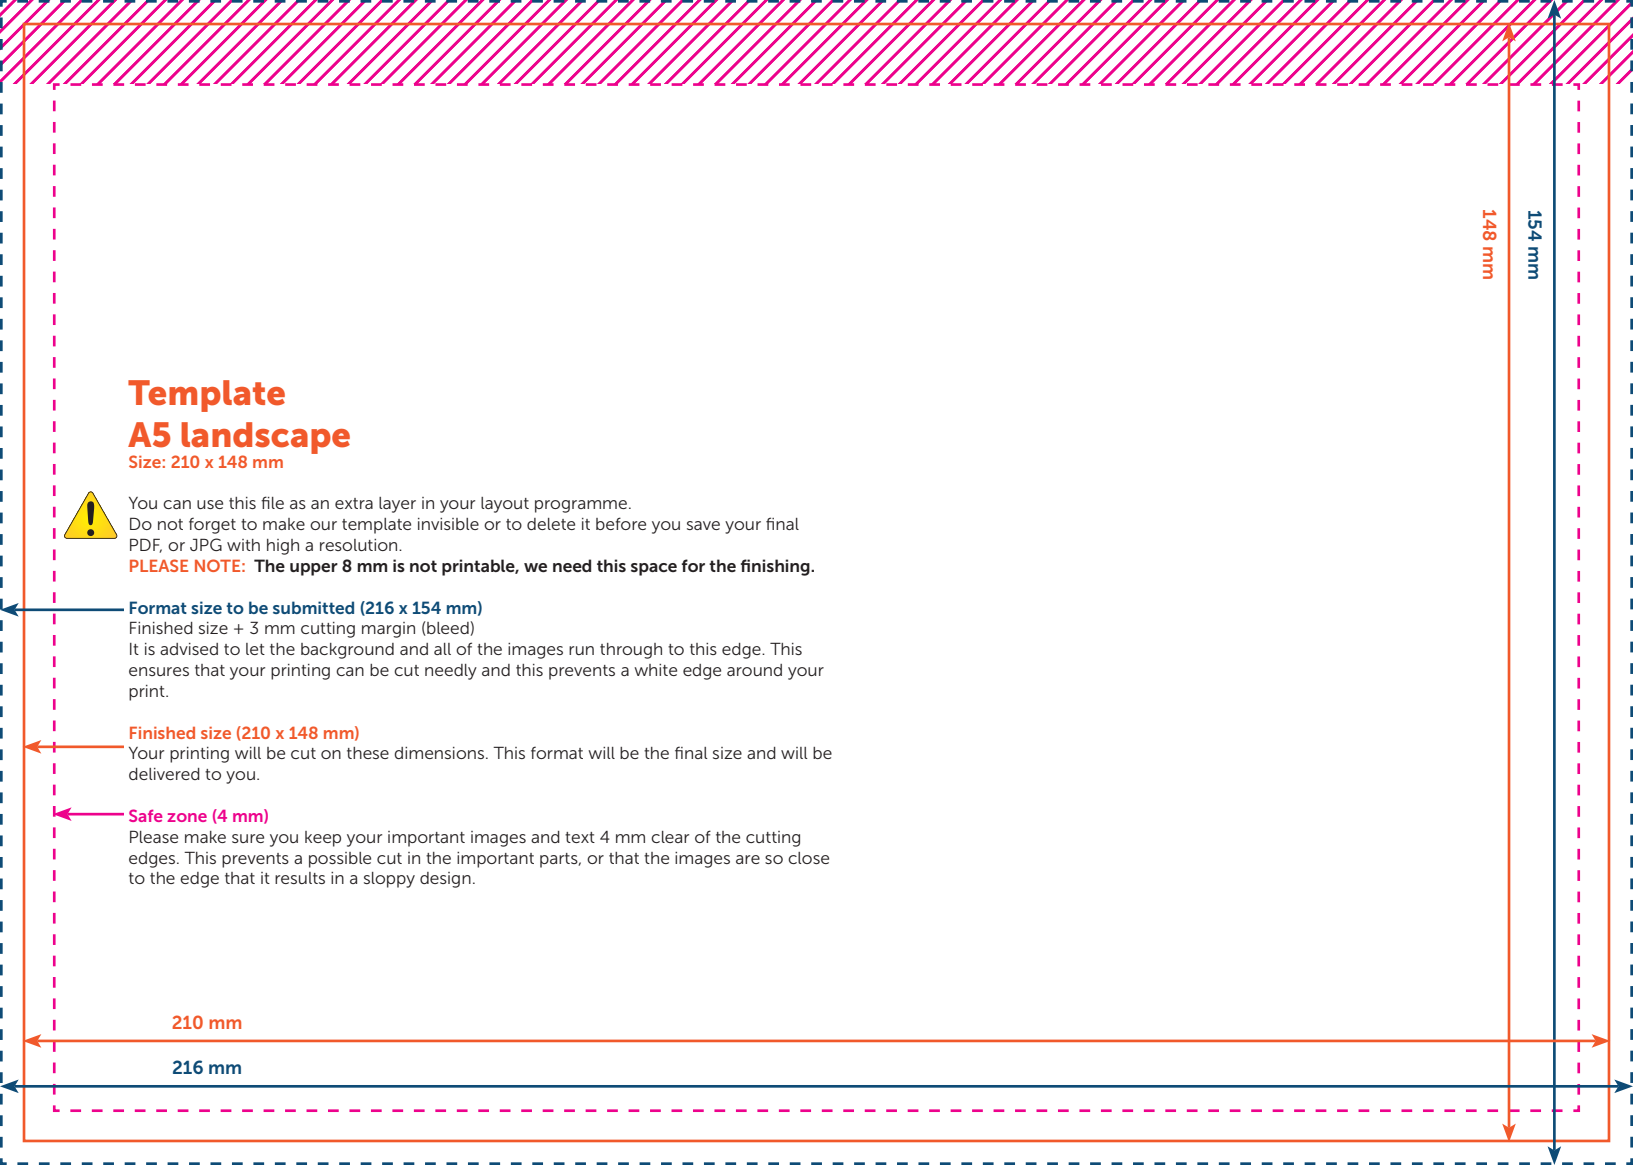 148 mm
154 mm
Template
A5 landscape
Size: 210 x 148 mm
You can use this file as an extra layer in your layout programme.
Do not forget to make our template invisible or to delete it before you save your final
PDF, or JPG with high a resolution.
PLEASE NOTE: The upper 8 mm is not printable, we need this space for the finishing.
Format size to be submitted (216 x 154 mm)
Finished size + 3 mm cutting margin (bleed)
It is advised to let the background and all of the images run through to this edge. This
ensures that your printing can be cut needly and this prevents a white edge around your
print.
Finished size (210 x 148 mm)
Your printing will be cut on these dimensions. This format will be the final size and will be
delivered to you.
Safe zone (4 mm)
Please make sure you keep your important images and text 4 mm clear of the cutting
edges. This prevents a possible cut in the important parts, or that the images are so close
to the edge that it results in a sloppy design.
210 mm
216 mm